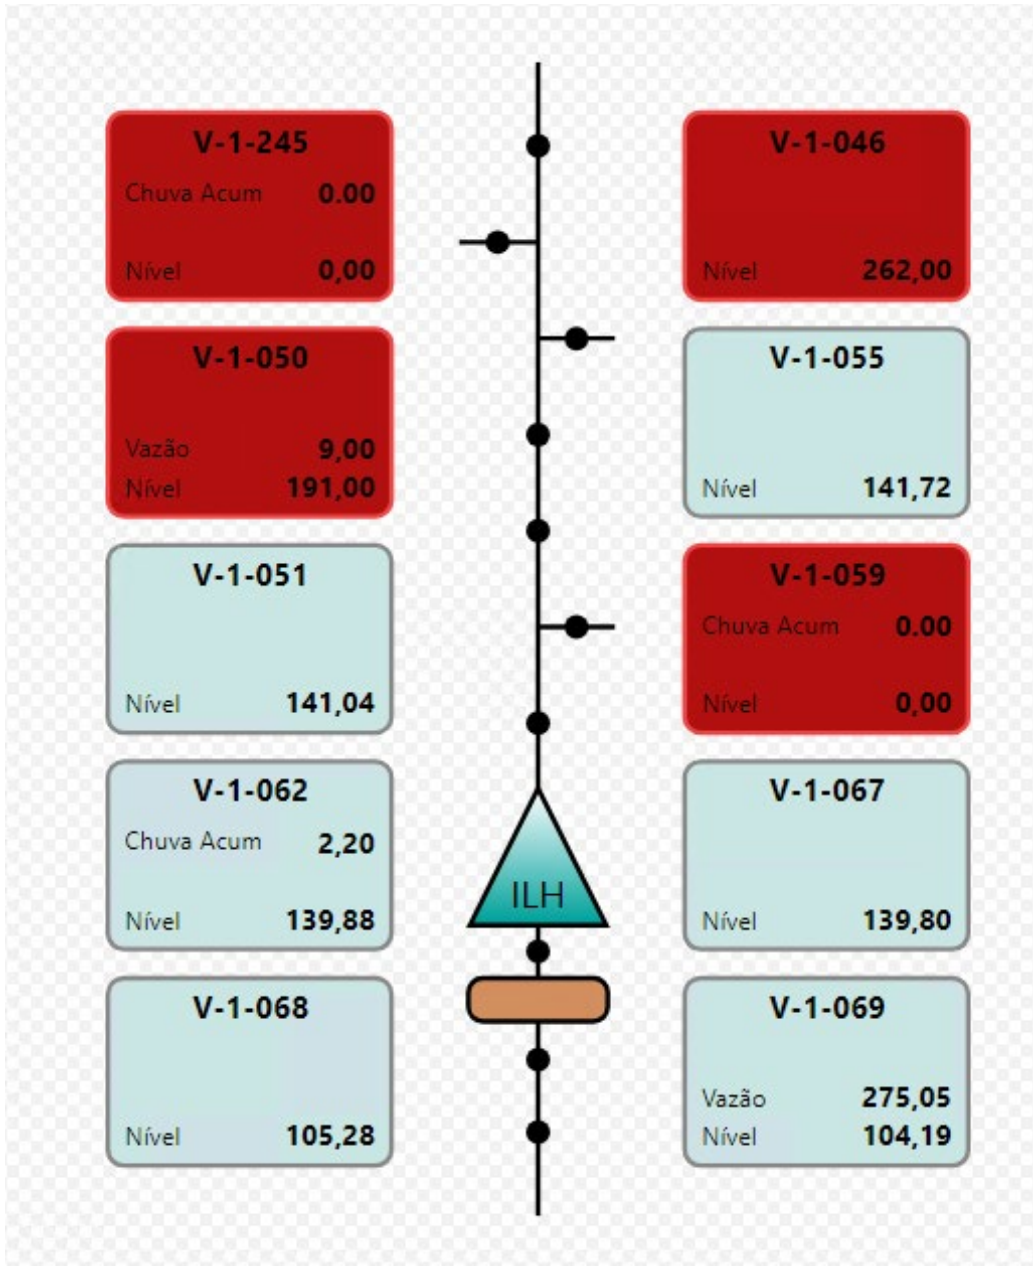 V-1-245
Chuva Acum 0.00
Nível 0,00
V-1-046
Nível 262,00
V-1-050
Vazão 9,00
Nível 191,00
V-1-055
Nível 141,72
V-1-051
Nível 141,04
V-1-059
Chuva Acum 0.00
Nível 0,00
V-1-062
Chuva Acum 2,20
Nível 139,88
ILH
V-1-067
Nível 139,80
V-1-068
Nível 105,28
V-1-069
Vazão 275,05
Nível 104,19